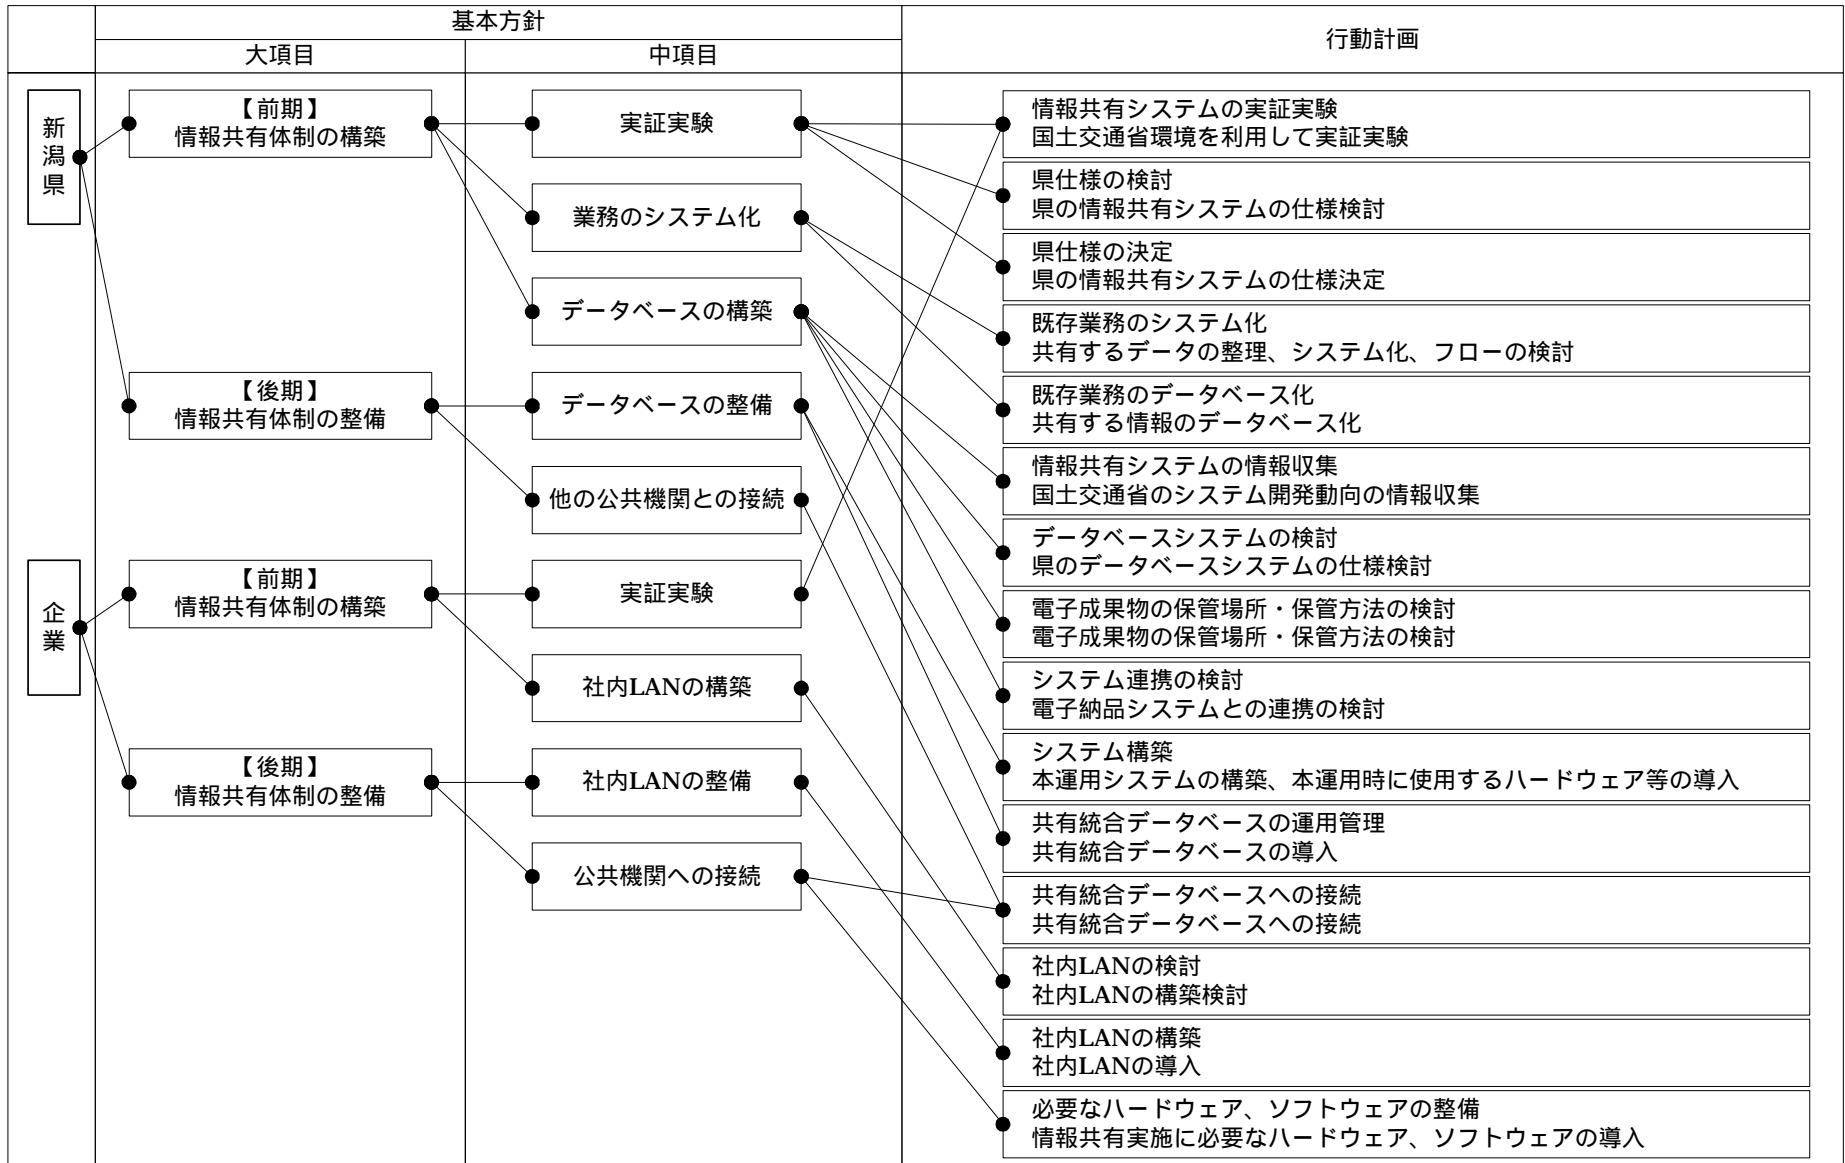 基本方針
行動計画
大項目
中項目
新潟県
【前期】
情報共有体制の構築
【後期】
情報共有体制の整備
企業
【前期】
情報共有体制の構築
【後期】
情報共有体制の整備
実証実験
業務のシステム化
データベースの構築
データベースの整備
他の公共機関との接続
実証実験
社内LANの構築
社内LANの整備
公共機関への接続
情報共有システムの実証実験
国土交通省環境を利用して実証実験
県仕様の検討
県の情報共有システムの仕様検討
県仕様の決定
県の情報共有システムの仕様決定
既存業務のシステム化
共有するデータの整理、システム化、フローの検討
既存業務のデータベース化
共有する情報のデータベース化
情報共有システムの情報収集
国土交通省のシステム開発動向の情報収集
データベースシステムの検討
県のデータベースシステムの仕様検討
電子成果物の保管場所・保管方法の検討
電子成果物の保管場所・保管方法の検討
システム連携の検討
電子納品システムとの連携の検討
システム構築
本運用システムの構築、本運用時に使用するハードウェア等の導入
共有統合データベースの運用管理
共有統合データベースの導入
共有統合データベースへの接続
共有統合データベースへの接続
社内LANの検討
社内LANの構築検討
社内LANの構築
社内LANの導入
必要なハードウェア、ソフトウェアの整備
情報共有実施に必要なハードウェア、ソフトウェアの導入